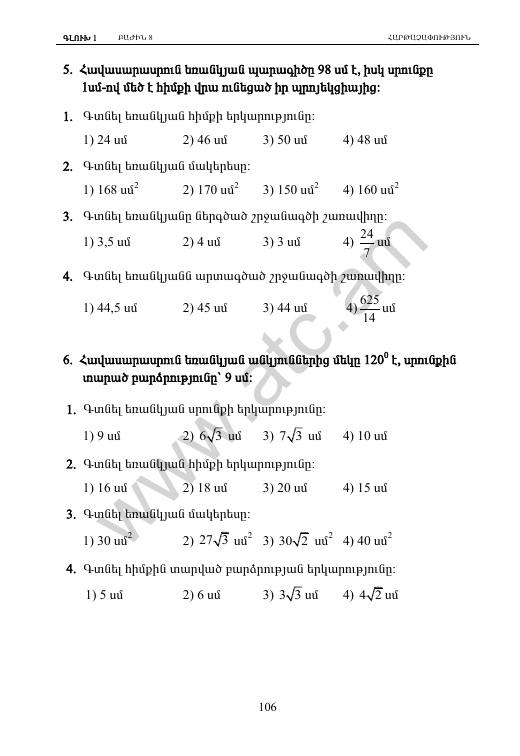 ԳԼՈՒԽ 1 ԲԱԺԻՆ 8 ՀԱՐԹԱՉԱՓՈՒԹՅՈՒՆ
5. Հավասարասրուն եռանկյան պարագիծը 98 սմ է, իսկ սրունքը
1սմ-ով մեծ է հիմքի վրա ունեցած իր պրոյեկցիայից:
1. Գտնել եռանկյան հիմքի երկարությունը:
1) 24 սմ 2) 46 սմ 3) 50 սմ 4) 48 սմ
2. Գտնել եռանկյան մակերեսը:
1) 168 սմ² 2) 170 սմ² 3) 150 սմ² 4) 160 սմ²
3. Գտնել եռանկյանը ներգծած շրջանագծի շառավիղը:
1) 3,5 սմ 2) 4 սմ 3) 3 սմ 4) 24/7 սմ
4. Գտնել եռանկյանն արտագծած շրջանագծի շառավիղը:
1) 44,5 սմ 2) 45 սմ 3) 44 սմ 4) 625/14 սմ
6. Հավասարասրուն եռանկյան անկյուններից մեկը 120⁰ է, սրունքին
տարած բարձրությունը` 9 սմ:
1. Գտնել եռանկյան սրունքի երկարությունը:
1) 9 սմ 2) 6√3 սմ 3) 7√3 սմ 4) 10 սմ
2. Գտնել եռանկյան հիմքի երկարությունը:
1) 16 սմ 2) 18 սմ 3) 20 սմ 4) 15 սմ
3. Գտնել եռանկյան մակերեսը:
1) 30 սմ² 2) 27√3 սմ² 3) 30√2 սմ² 4) 40 սմ²
4. Գտնել հիմքին տարված բարձրության երկարությունը:
1) 5 սմ 2) 6 սմ 3) 3√3 սմ 4) 4√2 սմ
106
www.atc.am